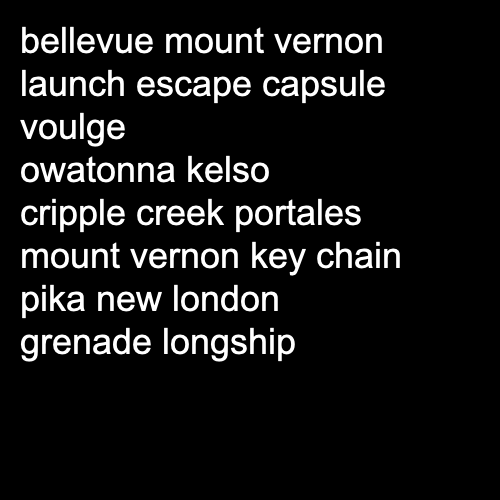 bellevue mount vernon
launch escape capsule
voulge
owatonna kelso
cripple creek portales
mount vernon key chain
pika new london
grenade longship